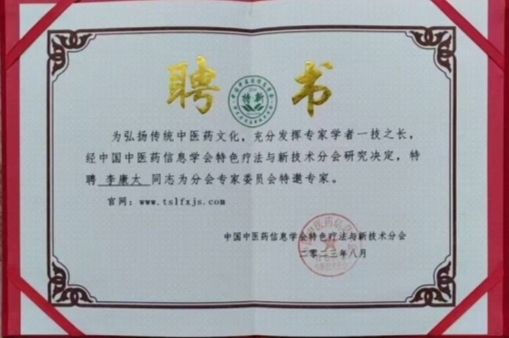 聘书
为弘扬传统中医药文化，充分发挥专家学者一技之长，
经中国中医药信息学会特色疗法与新技术分会研究决定，特
聘 李康太 同志为分会专家委员会特邀专家。
官网：www.tslfxjs.com
中国中医药信息学会特色疗法与新技术分会
二零二三年八月